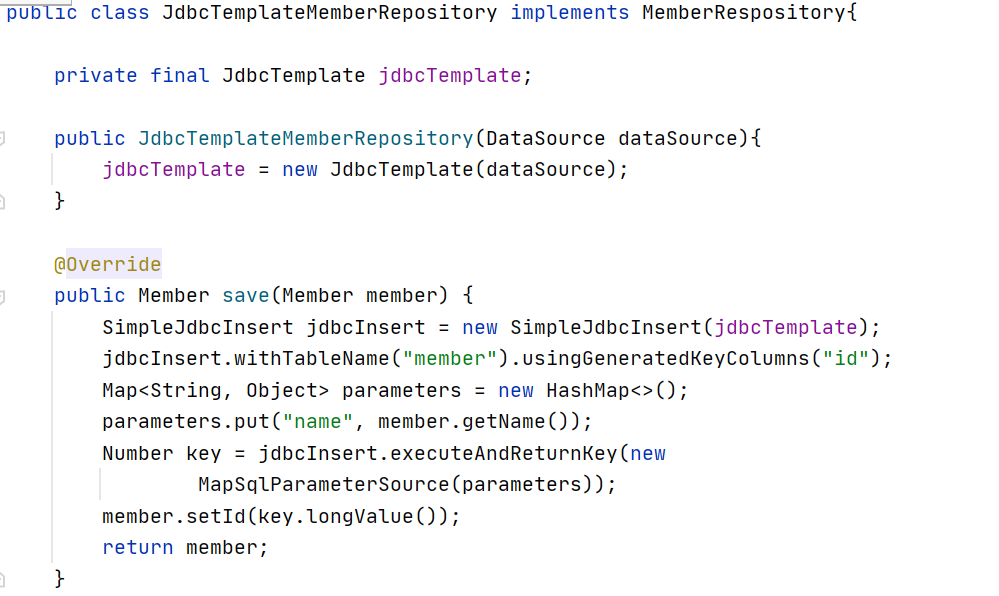 public class JdbcTemplateMemberRepository implements MemberRespository{
private final JdbcTemplate jdbcTemplate;
public JdbcTemplateMemberRepository(DataSource dataSource){
jdbcTemplate = new JdbcTemplate(dataSource);
}
@Override
public Member save(Member member) {
SimpleJdbcInsert jdbcInsert = new SimpleJdbcInsert(jdbcTemplate);
jdbcInsert.withTableName("member").usingGeneratedKeyColumns("id");
Map<String, Object> parameters = new HashMap<>();
parameters.put("name", member.getName());
Number key = jdbcInsert.executeAndReturnKey(new
MapSqlParameterSource(parameters));
member.setId(key.longValue());
return member;
}